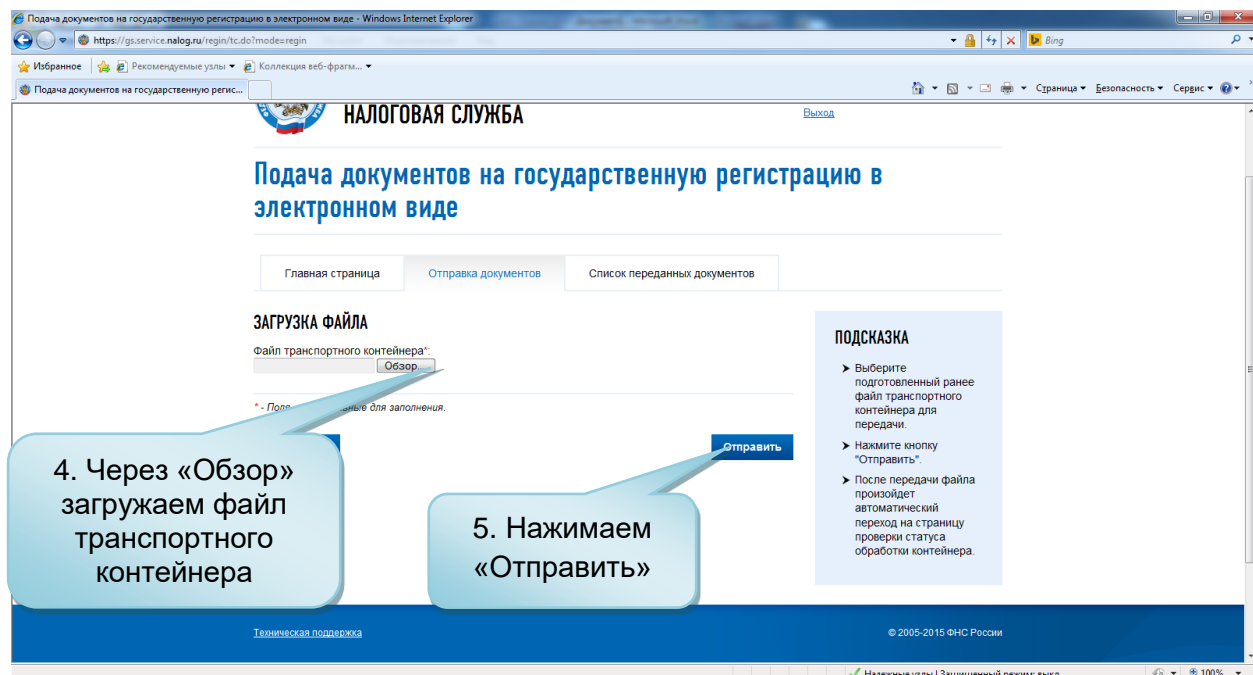 Подача документов на государственную регистрацию в электронном виде - Windows Internet Explorer
https://gs.service.nalog.ru/regin/tc.do?mode=regin
Bing
Избранное
Рекомендуемые узлы
Коллекция веб-фрагм...
Подача документов на государственную регис...
Страница
Безопасность
Сервис
НАЛОГОВАЯ СЛУЖБА
Выход
Подача документов на государственную регистрацию в
электронном виде
Главная страница
Отправка документов
Список переданных документов
ЗАГРУЗКА ФАЙЛА
Файл транспортного контейнера*:
Обзор...
для заполнения.
Отправить
4. Через «Обзор»
загружаем файл
транспортного
контейнера
5. Нажимаем
«Отправить»
ПОДСКАЗКА
Выберите
подготовленный ранее
файл транспортного
контейнера для
передачи.
Нажмите кнопку
"Отправить".
После передачи файла
произойдет
автоматический
переход на страницу
проверки статуса
обработки контейнера.
Техническая поддержка
© 2005-2015 ФНС России
Надежные узлы | Защищенный режим: выкл.
100%